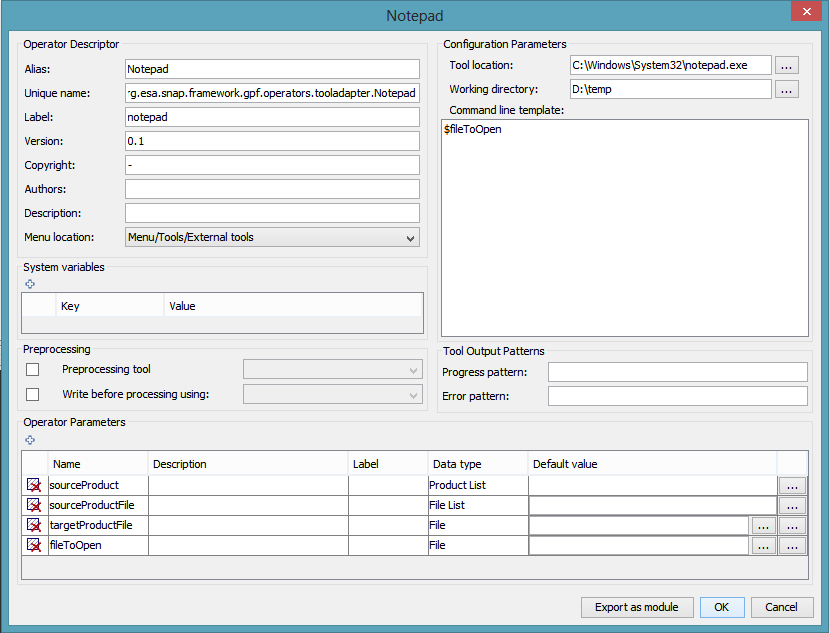 Notepad
Operator Descriptor
Alias: Notepad
Unique name: rg.esa.snap.framework.gpf.operators.tooladapter.Notepad
Label: notepad
Version: 0.1
Copyright: -
Authors:
Description:
Menu location: Menu/Tools/External tools
System variables
Key Value
Preprocessing
Preprocessing tool
Write before processing using:
Configuration Parameters
Tool location: C:\Windows\System32\notepad.exe ...
Working directory: D:\temp ...
Command line template:
$fileToOpen
Tool Output Patterns
Progress pattern:
Error pattern:
Operator Parameters
Name Description Label Data type Default value
sourceProduct Product List ...
sourceProductFile File List ...
targetProductFile File ... ...
fileToOpen File ... ...
Export as module OK Cancel